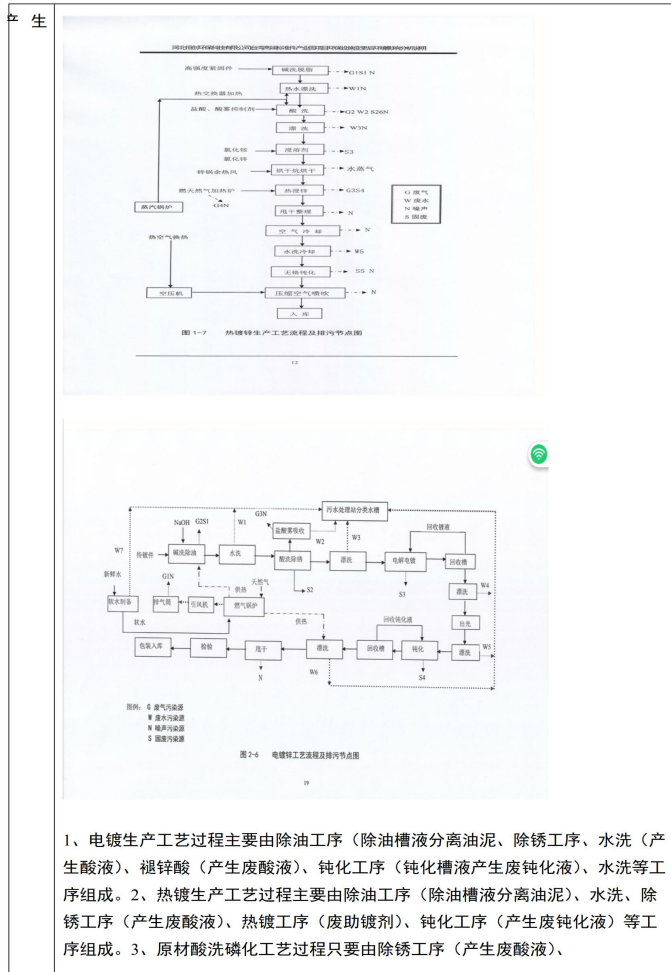 产 生
高强度紧固件
碱洗脱脂
G1S1 N
热水漂洗
W1N
热交换器加热
盐酸、酸雾抑制剂
酸 洗
G2 W2 S26N
漂 洗
W3N
氯化铵
氯化锌
浸溶剂
S3
锌锅余热风
烘干炕烘干
水蒸气
燃天然气加热炉
热浸锌
G3S4
G4N
G 废气
W 废水
N 噪声
S 固废
蒸汽锅炉
甩干整理
N
空 气 冷 却
N
热空气换热
水洗冷却
W5
无铬钝化
S5 N
空压机
压缩空气嘴吹
N
入 库
图 1-7 热镀锌生产工艺流程及排污节点图
12
污水处理站分类水槽
G3N
盐酸雾吸收
回收镀液
NaOH
G2S1
W1
W2
W3
W7
待镀件
碱洗除油
水洗
酸洗除锈
漂洗
电解电镀
回收槽
新鲜水
G1N
天然气
供热
S2
S3
漂洗
W4
软水制备
排气筒
引风机
燃气锅炉
出光
软水
供热
回收钝化液
包装入库
检验
甩干
漂洗
回收槽
钝化
漂洗
W5
N
W6
S4
图例: G 废气污染源
W 废水污染源
N 噪声污染源
S 固废污染源
图 2-6 电镀锌工艺流程及排污节点图
19
1、电镀生产工艺过程主要由除油工序（除油槽液分离油泥、除锈工序、水洗（产
生酸液）、褪锌酸（产生废酸液）、钝化工序（钝化槽液产生废钝化液）、水洗等工
序组成。2、热镀生产工艺过程主要由除油工序（除油槽液分离油泥）、水洗、除
锈工序（产生废酸液）、热镀工序（废助镀剂）、钝化工序（产生废钝化液）等工
序组成。3、原材酸洗磷化工艺过程只要由除锈工序（产生废酸液）、